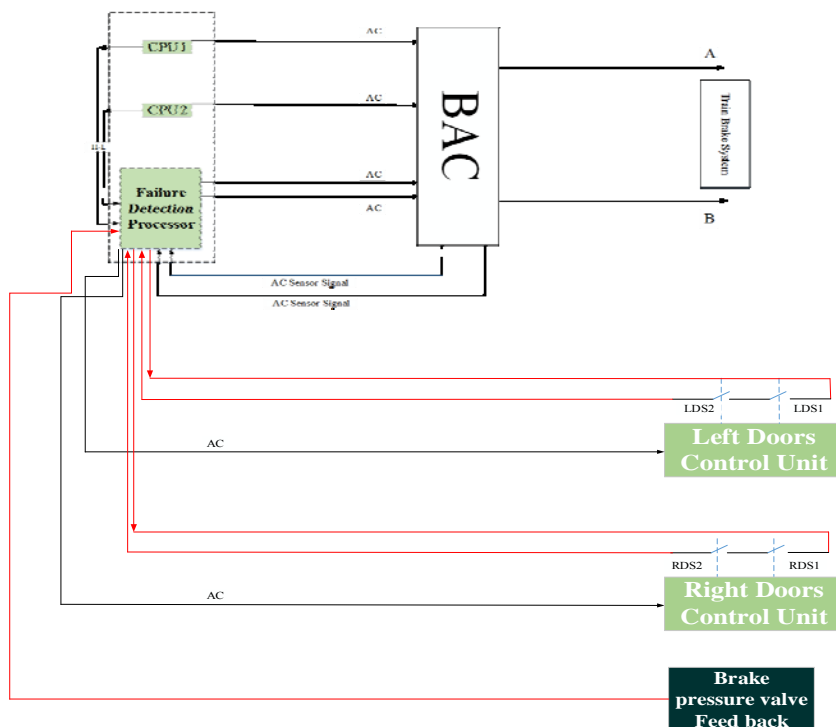 CPU1
AC
A
CPU2
AC
BAC
Train Brake System
AC
Failure
Detection
Processor
AC
B
AC Sensor Signal
AC Sensor Signal
LDS2
LDS1
AC
Left Doors
Control Unit
RDS2
RDS1
AC
Right Doors
Control Unit
Brake
pressure valve
Feed back